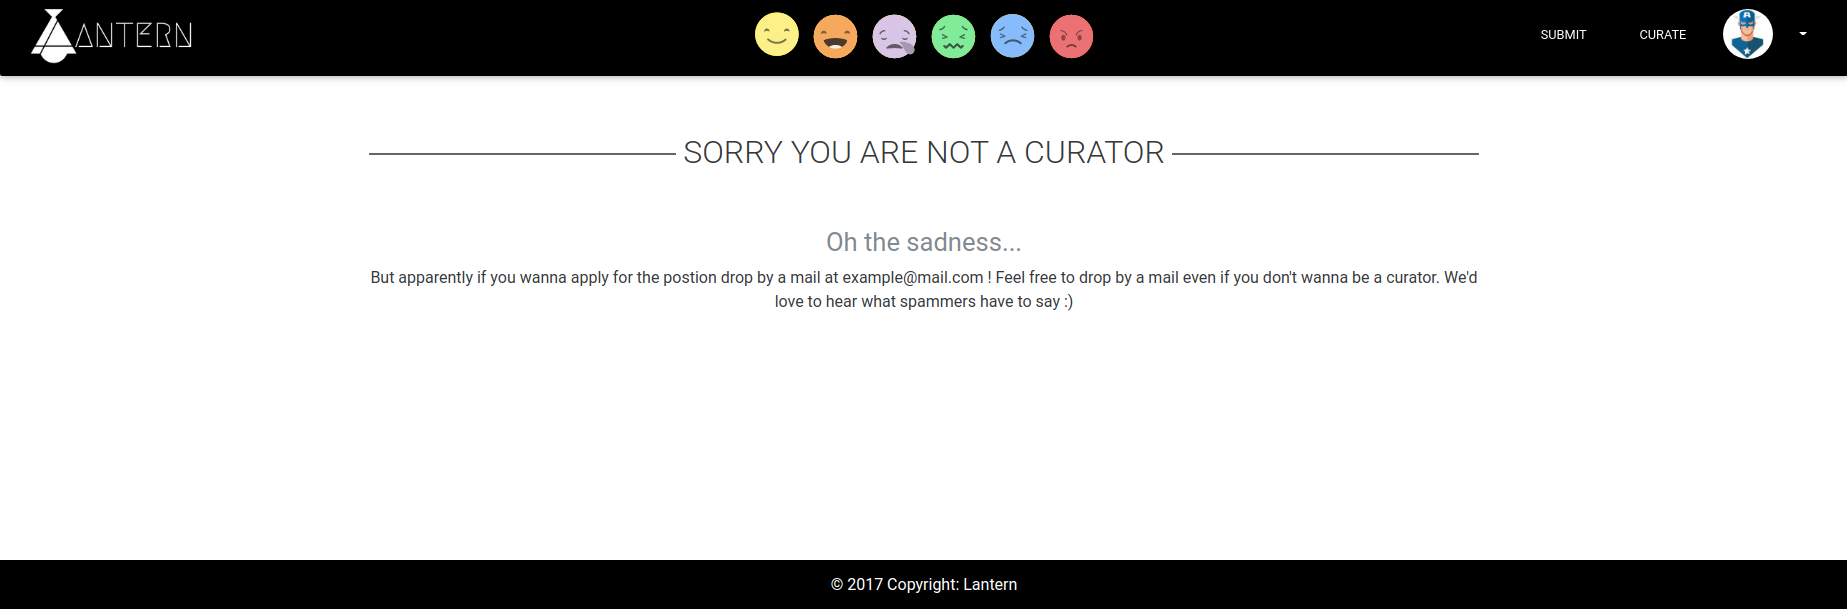 LANTERN
SUBMIT
CURATE
SORRY YOU ARE NOT A CURATOR
Oh the sadness...
But apparently if you wanna apply for the postion drop by a mail at example@mail.com ! Feel free to drop by a mail even if you don't wanna be a curator. We'd
love to hear what spammers have to say :)
© 2017 Copyright: Lantern